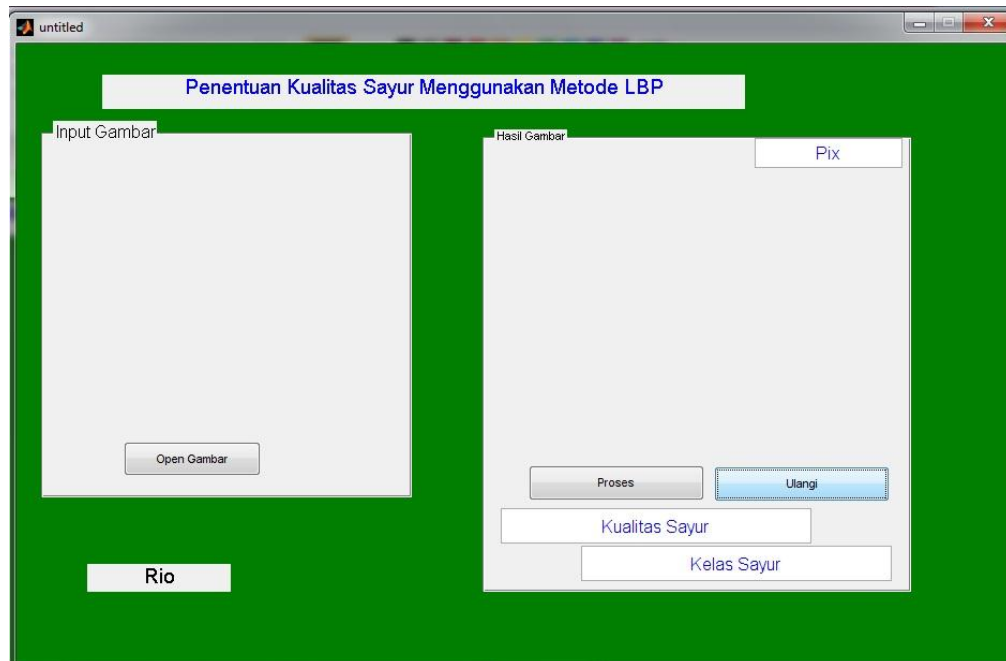 untitled
Penentuan Kualitas Sayur Menggunakan Metode LBP
Input Gambar
Open Gambar
Rio
Hasil Gambar
Pix
Proses
Ulangi
Kualitas Sayur
Kelas Sayur